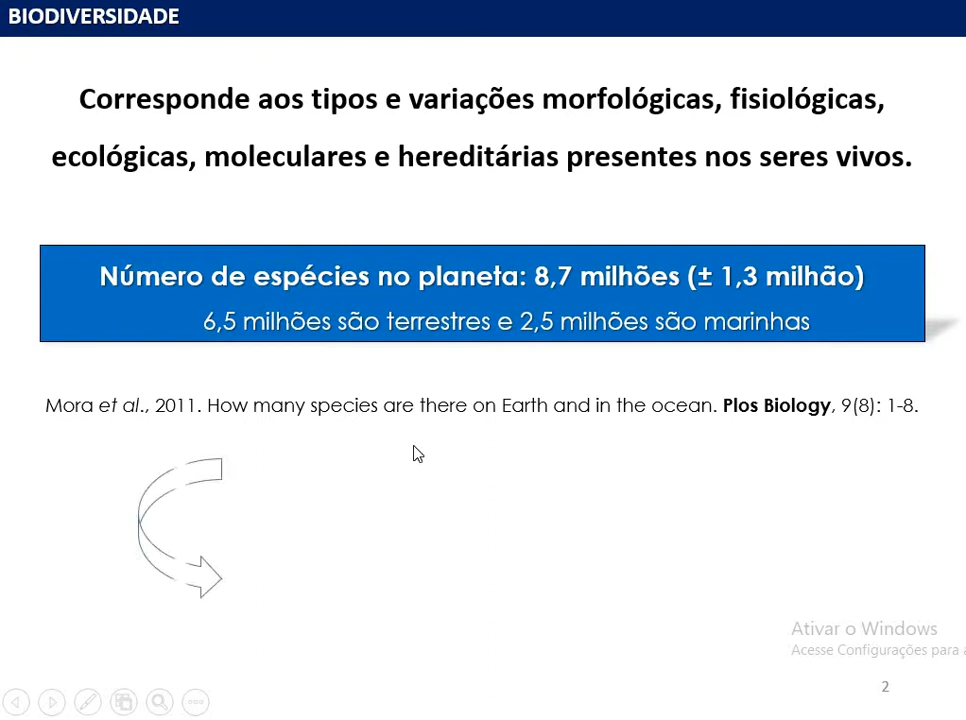 BIODIVERSIDADE
Corresponde aos tipos e variações morfológicas, fisiológicas,
ecológicas, moleculares e hereditárias presentes nos seres vivos.
Número de espécies no planeta: 8,7 milhões (± 1,3 milhão)
6,5 milhões são terrestres e 2,5 milhões são marinhas
Mora et al., 2011. How many species are there on Earth and in the ocean. Plos Biology, 9(8): 1-8.
Ativar o Windows
Acesse Configurações para a
2